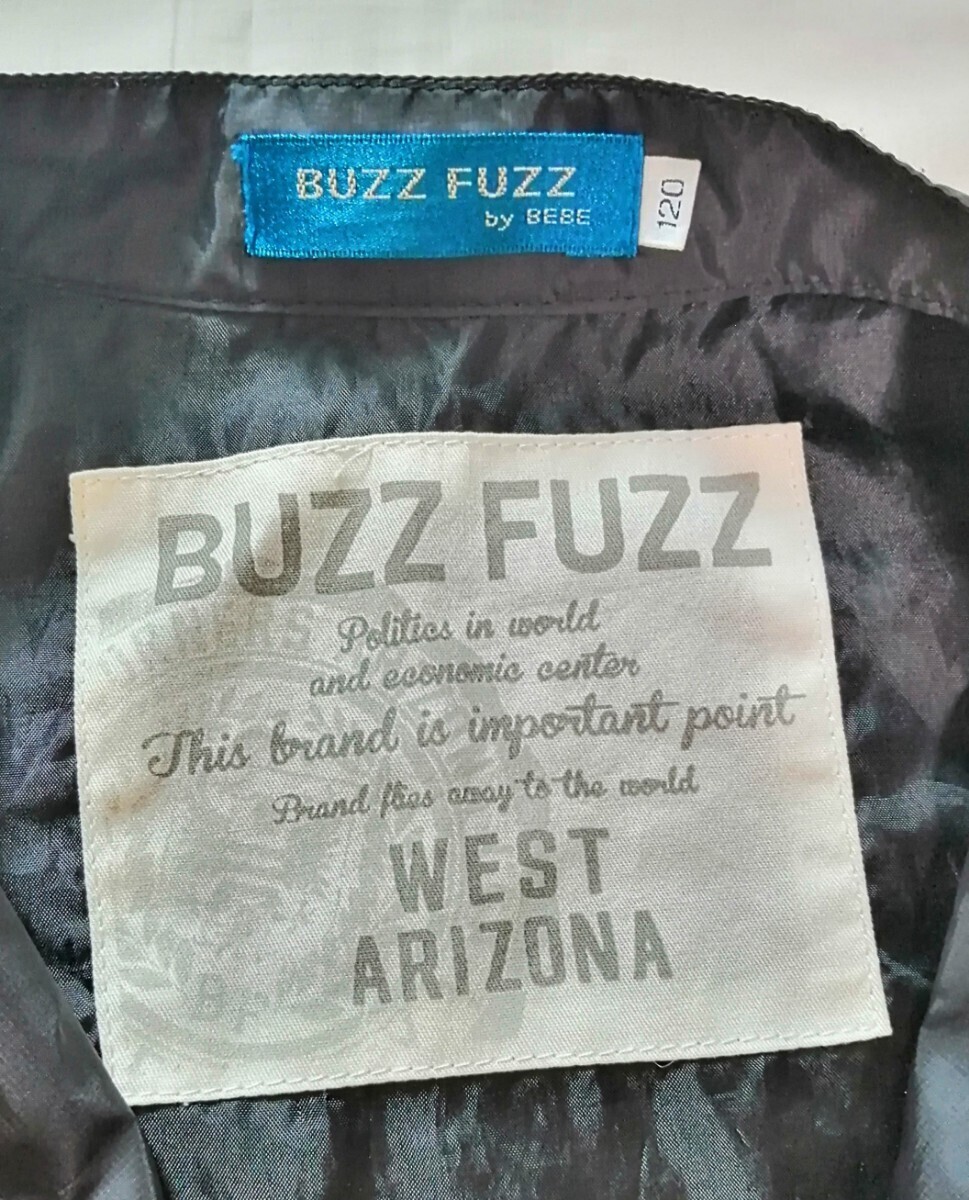 BUZZ FUZZ
by BEBE
120
BUZZ FUZZ
Politics in world
and economic center
This brand is important point
Brand flies away to the world
WEST
ARIZONA